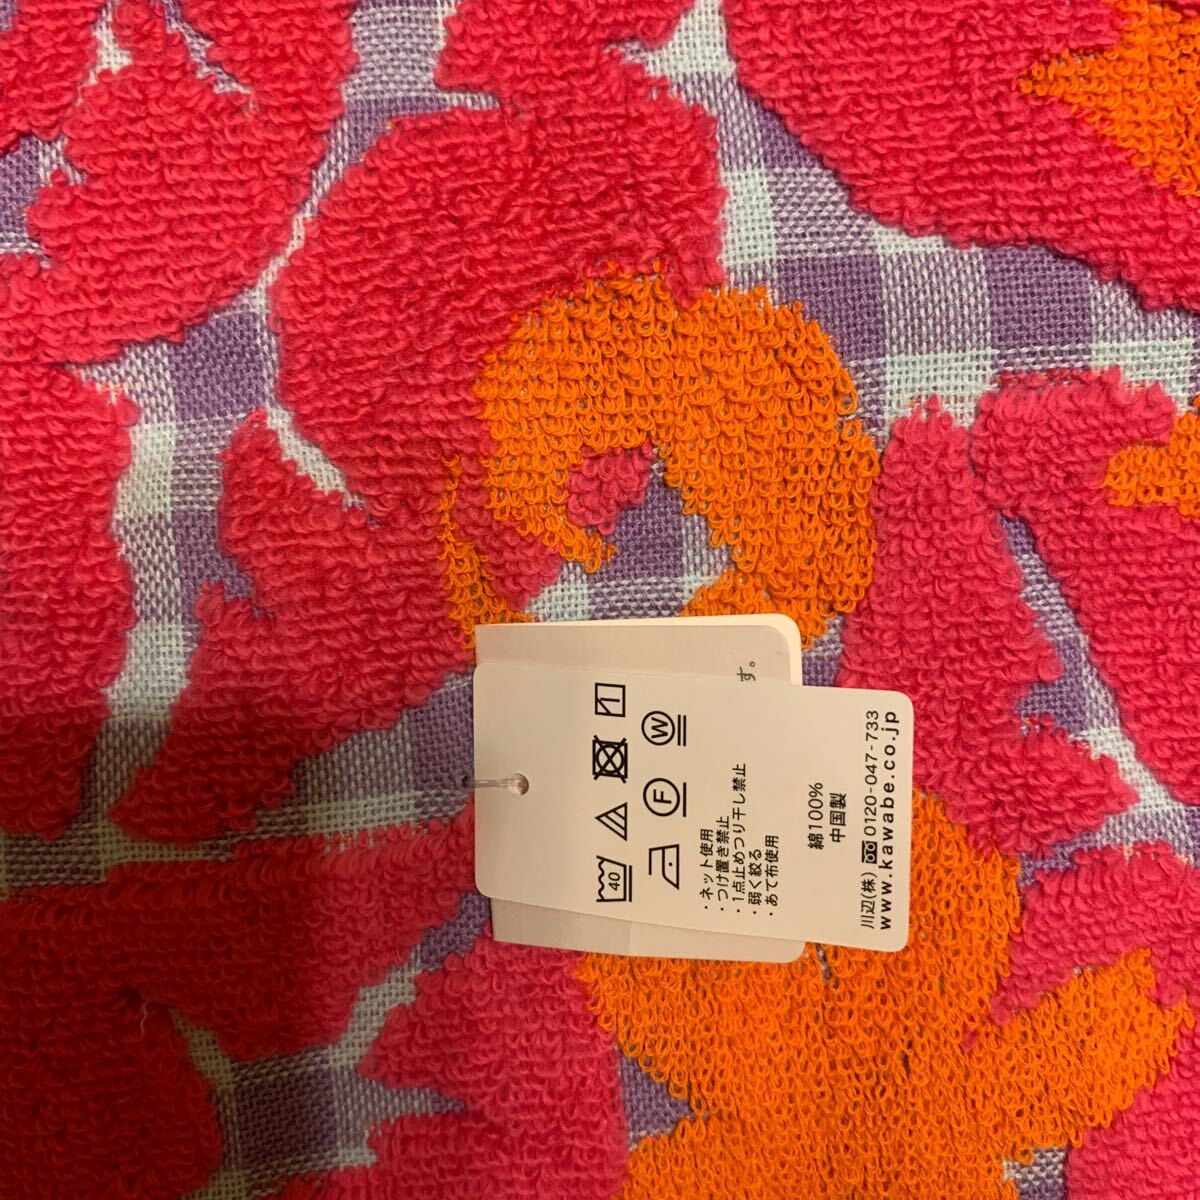 す。
40
F
W
・ネット使用
・つけ置き禁止
・1点止めつり干し禁止
・弱く絞る
・あて布使用
綿100%
中国製
川辺(株) 0120-047-733
www.kawabe.co.jp